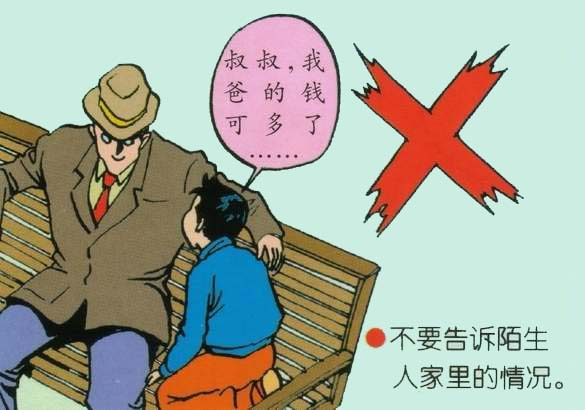 叔叔,我
爸的钱
可多了
……
不要告诉陌生
人家里的情况。